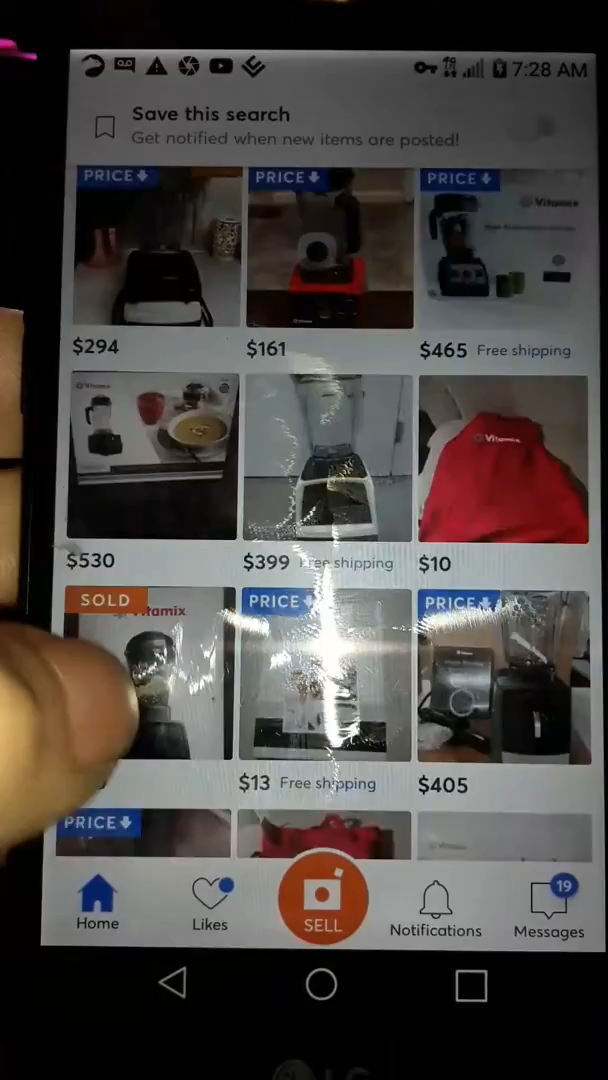 7:28 AM
Save this search
Get notified when new items are posted!
PRICE
PRICE
PRICE
Vitamix
$294
$161
$465 Free shipping
Vitamix
Vitamix
$530
$399 Free shipping
$10
SOLD
PRICE
PRICE
$13 Free shipping
$405
PRICE
Home
Likes
SELL
Notifications
19
Messages
LG